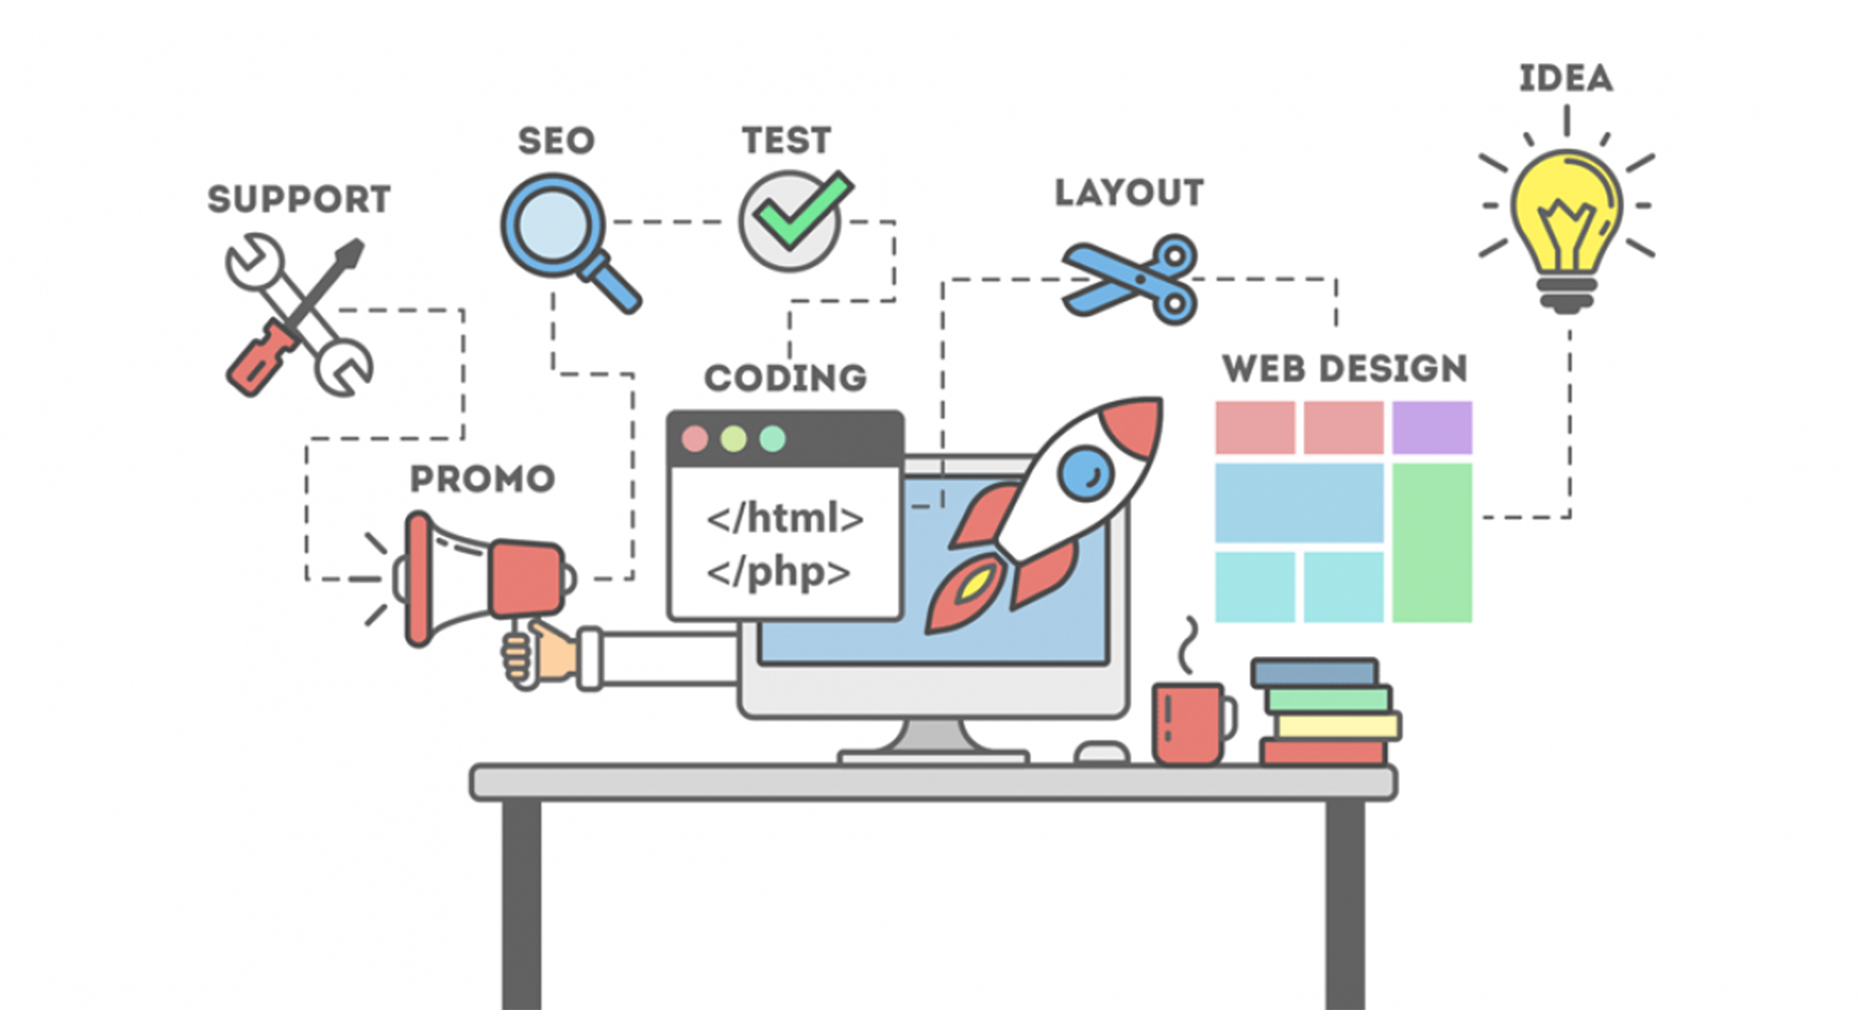 IDEA
SEO
TEST
LAYOUT
SUPPORT
CODING
WEB DESIGN
PROMO
</html>
</php>